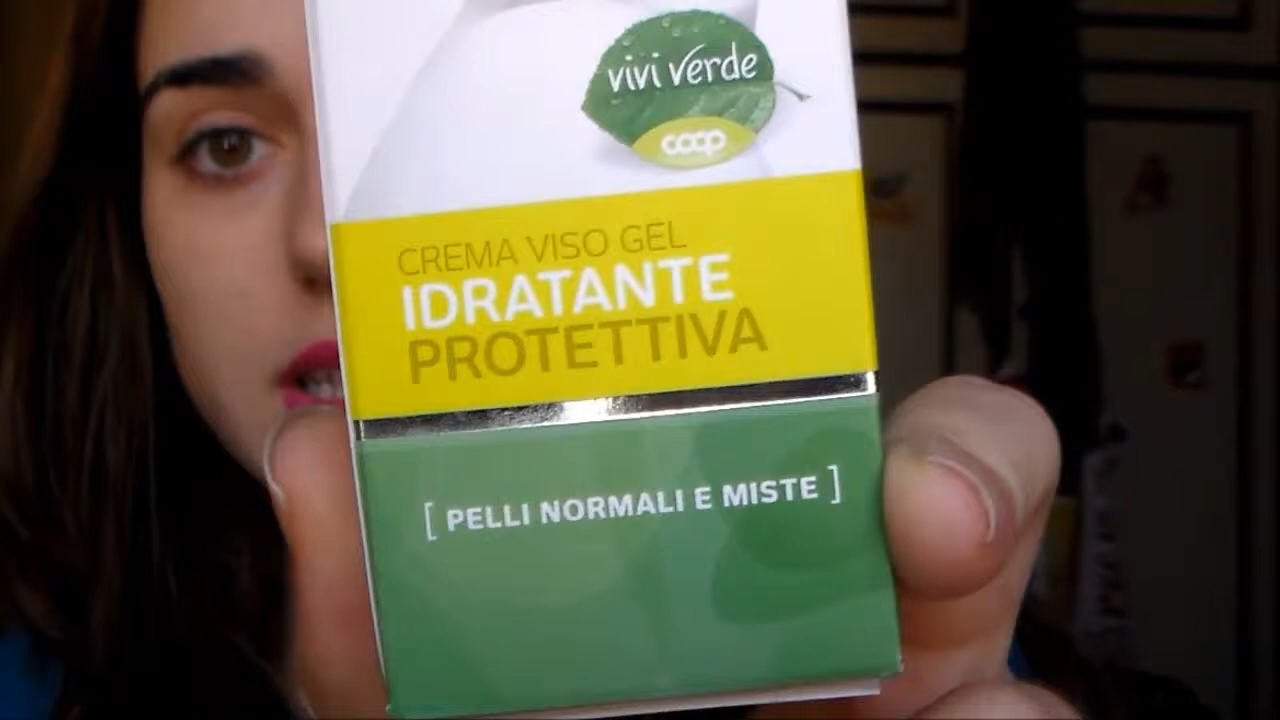 vivi verde
coop
CREMA VISO GEL
IDRATANTE
PROTETTIVA
[ PELLI NORMALI E MISTE ]